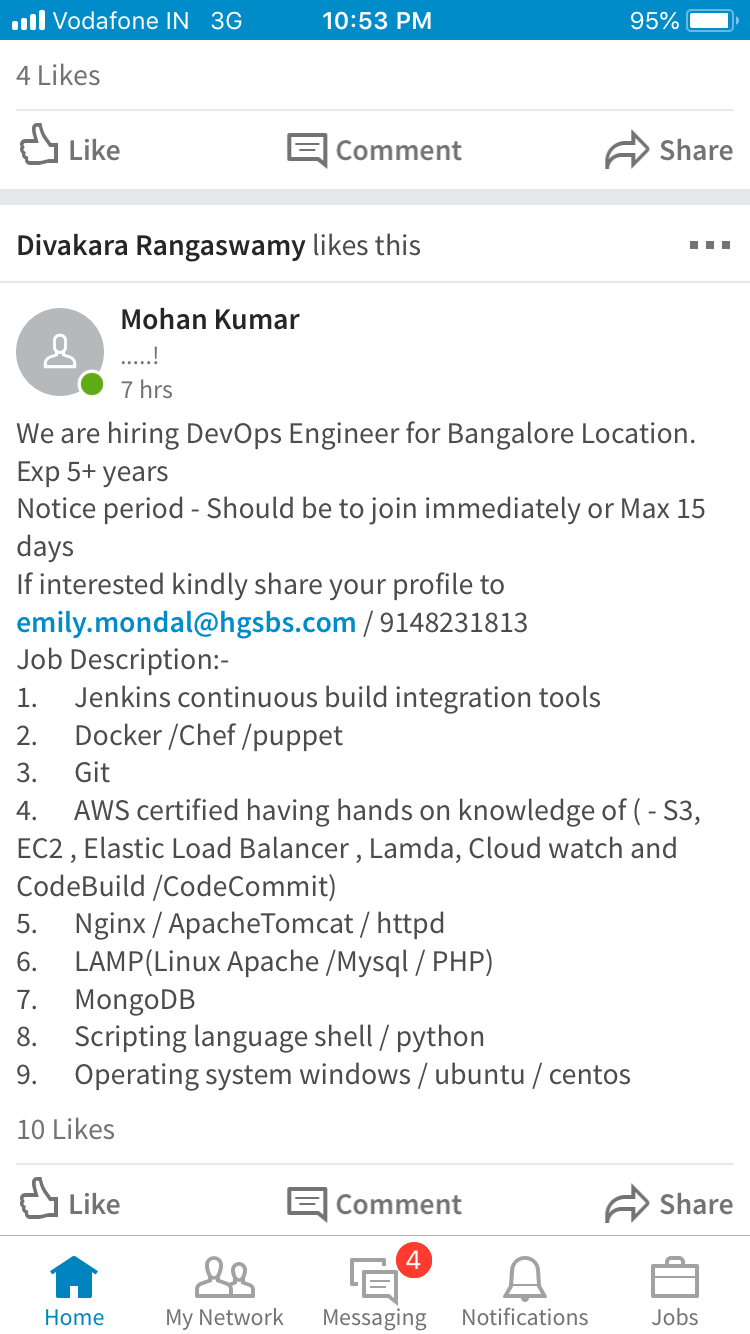 Vodafone IN 3G 10:53 PM 95%
4 Likes
Like Comment Share
Divakara Rangaswamy likes this
Mohan Kumar
.....!
7 hrs
We are hiring DevOps Engineer for Bangalore Location.
Exp 5+ years
Notice period - Should be to join immediately or Max 15
days
If interested kindly share your profile to
emily.mondal@hgsbs.com / 9148231813
Job Description:-
1. Jenkins continuous build integration tools
2. Docker /Chef /puppet
3. Git
4. AWS certified having hands on knowledge of ( - S3,
EC2 , Elastic Load Balancer , Lamda, Cloud watch and
CodeBuild /CodeCommit)
5. Nginx / ApacheTomcat / httpd
6. LAMP(Linux Apache /Mysql / PHP)
7. MongoDB
8. Scripting language shell / python
9. Operating system windows / ubuntu / centos
10 Likes
Like Comment Share
4
Home My Network Messaging Notifications Jobs